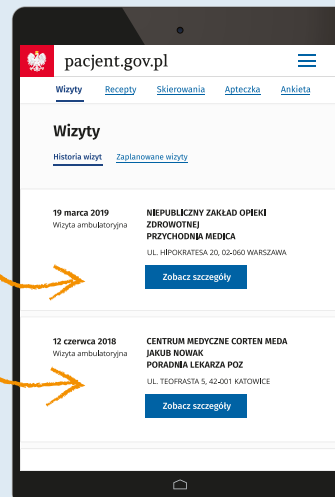 pacjent.gov.pl
Wizyty Recepty Skierowania Apteczka Ankieta
Wizyty
Historia wizyt Zaplanowane wizyty
19 marca 2019
Wizyta ambulatoryjna
NIEPUBLICZNY ZAKŁAD OPIEKI
ZDROWOTNEJ
PRZYCHODNIA MEDICA
UL. HIPOKRATESA 20, 02-060 WARSZAWA
Zobacz szczegóły
12 czerwca 2018
Wizyta ambulatoryjna
CENTRUM MEDYCZNE CORTEN MEDA
JAKUB NOWAK
PORADNIA LEKARZA POZ
UL. TEOFRASTA 5, 42-001 KATOWICE
Zobacz szczegóły